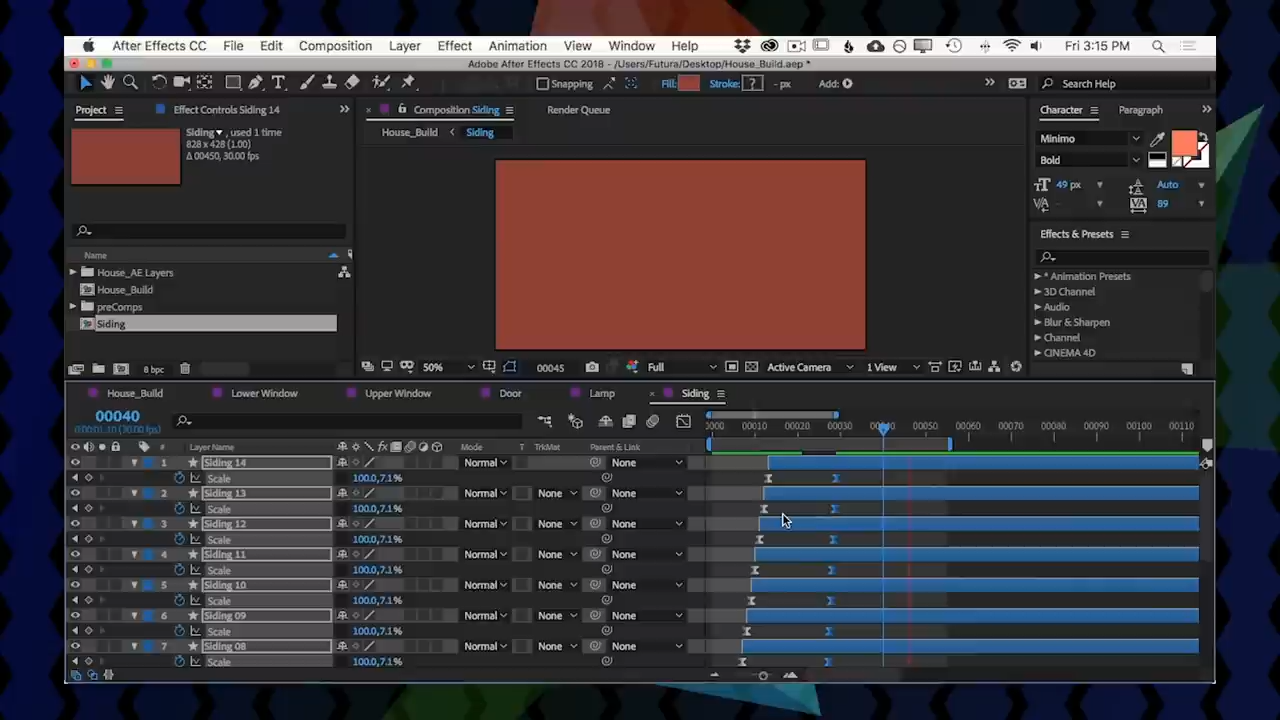 After Effects CC File Edit Composition Layer Effect Animation View Window Help Fri 3:15 PM
Adobe After Effects CC 2018 - /Users/Futura/Desktop/House_Build.aep *
Snapping Fill: Stroke: ? - px Add: Search Help
Project Effect Controls Siding 14 Composition Siding Render Queue Character Paragraph
Siding , used 1 time
828 x 428 (1.00)
Δ 00450, 30.00 fps
House_Build Siding
Minimo
Bold
49 px Auto
- 89
Effects & Presets
Name
House_AE Layers
House_Build
preComps
Siding
* Animation Presets
3D Channel
Audio
Blur & Sharpen
Channel
CINEMA 4D
8 bpc 50% 00045 Full Active Camera 1 View
House_Build Lower Window Upper Window Door Lamp Siding
00040
0:00:01:10 (30.00 fps)
0000 00010 00020 00030 00040 00050 00060 00070 00080 00090 00100 00110
# Layer Name Mode T TrkMat Parent & Link
1 Siding 14 Normal None
Scale 100.0,7.1%
2 Siding 13 Normal None None
Scale 100.0,7.1%
3 Siding 12 Normal None None
Scale 100.0,7.1%
4 Siding 11 Normal None None
Scale 100.0,7.1%
5 Siding 10 Normal None None
Scale 100.0,7.1%
6 Siding 09 Normal None None
Scale 100.0,7.1%
7 Siding 08 Normal None None
Scale 100.0,7.1%